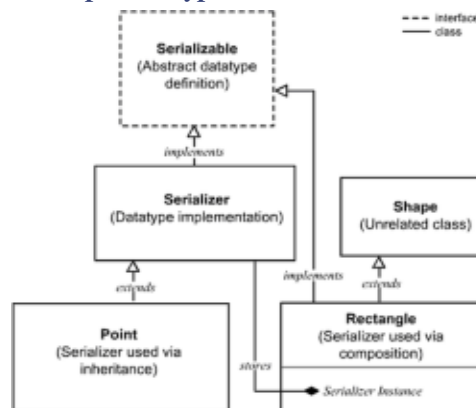 interface
class
Serializable
(Abstract datatype
definition)
implements
Serializer
(Datatype implementation)
Shape
(Unrelated class)
extends
implements
extends
Point
(Serializer used via
inheritance)
Rectangle
(Serializer used via
composition)
stores
Serializer Instance